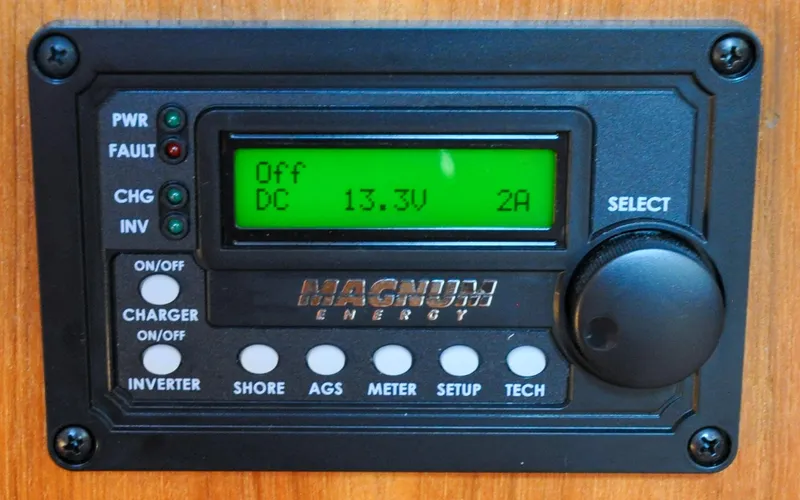 PWR
FAULT
CHG
INV
Off
DC 13.3V 2A
SELECT
ON/OFF
CHARGER
ON/OFF
INVERTER
MAGNUM
ENERGY
SHORE AGS METER SETUP TECH